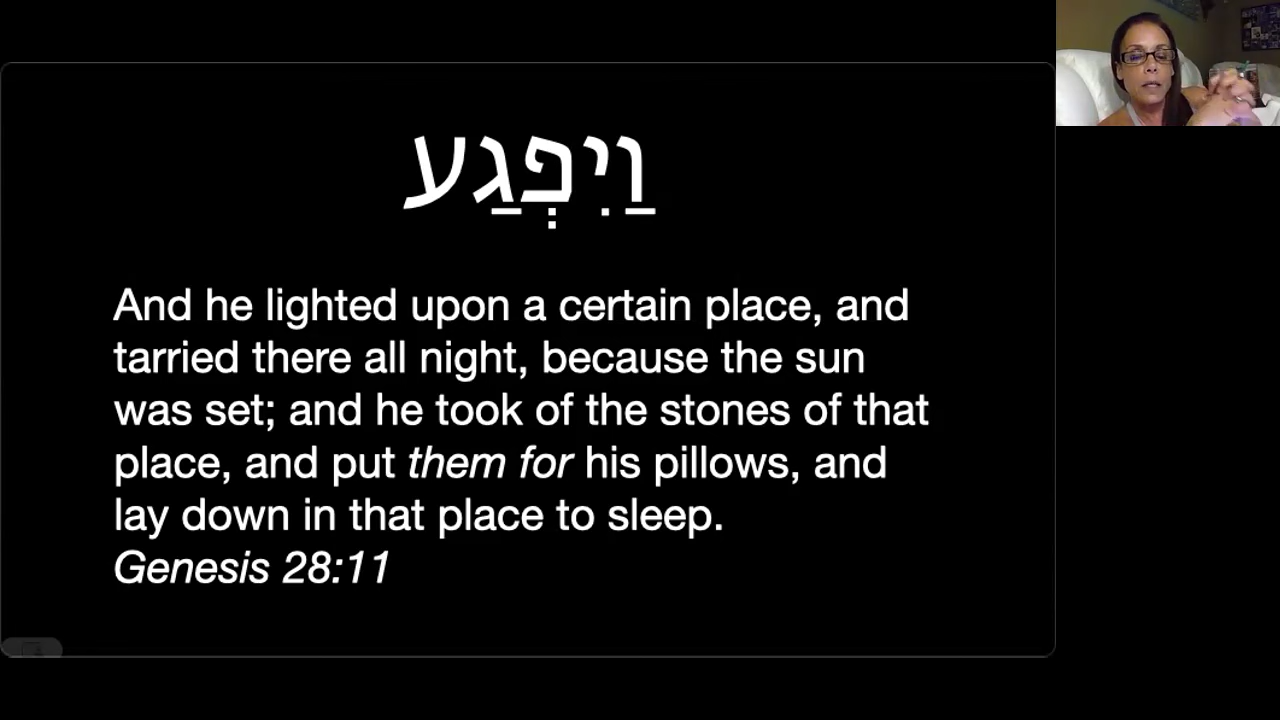 וַיִּפְגַּע
And he lighted upon a certain place, and
tarried there all night, because the sun
was set; and he took of the stones of that
place, and put them for his pillows, and
lay down in that place to sleep.
Genesis 28:11